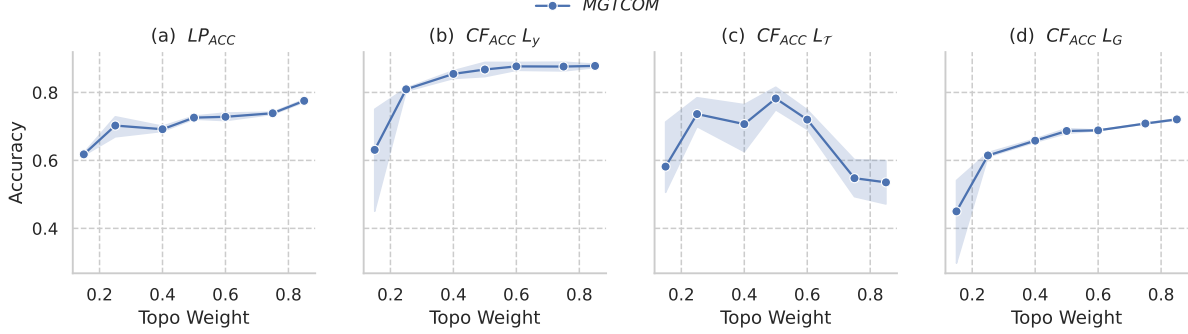 MGTCOM
(a) LP_ACC
(b) CF_ACC L_y
(c) CF_ACC L_T
(d) CF_ACC L_G
Accuracy
0.8
0.6
0.4
0.2 0.4 0.6 0.8
0.2 0.4 0.6 0.8
0.2 0.4 0.6 0.8
0.2 0.4 0.6 0.8
Topo Weight
Topo Weight
Topo Weight
Topo Weight